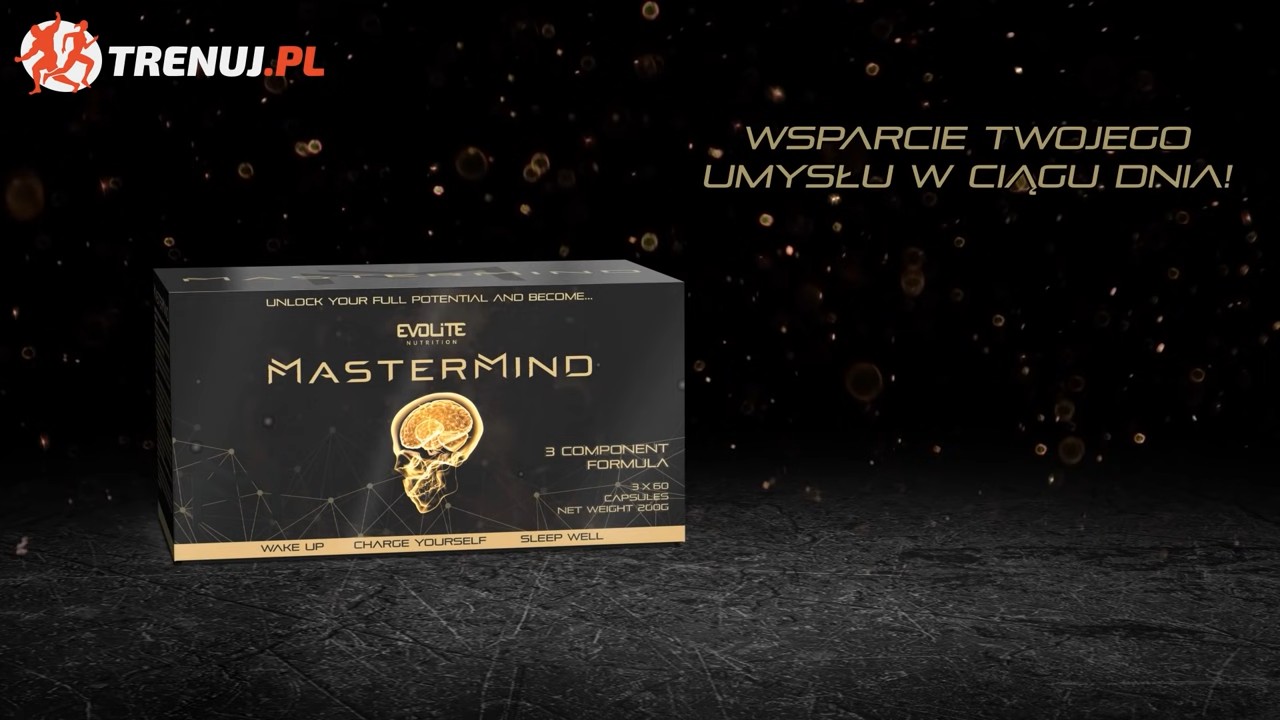 TRENUJ.PL
WSPARCIE TWOJEGO
UMYSŁU W CIĄGU DNIA!
MASTERMIND
UNLOCK YOUR FULL POTENTIAL AND BECOME...
EVOLITE
NUTRITION
MASTERMIND
3 COMPONENT
FORMULA
3 X 60
CAPSULES
NET WEIGHT 200G
WAKE UP CHARGE YOURSELF SLEEP WELL